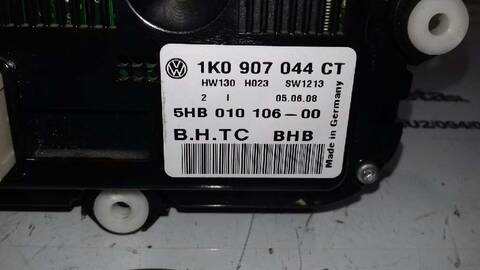 1K0 907 044 CT
HW130 H023 SW1213
2 I 05.06.08
5HB 010 106-00
B.H.TC BHB
Made in Germany